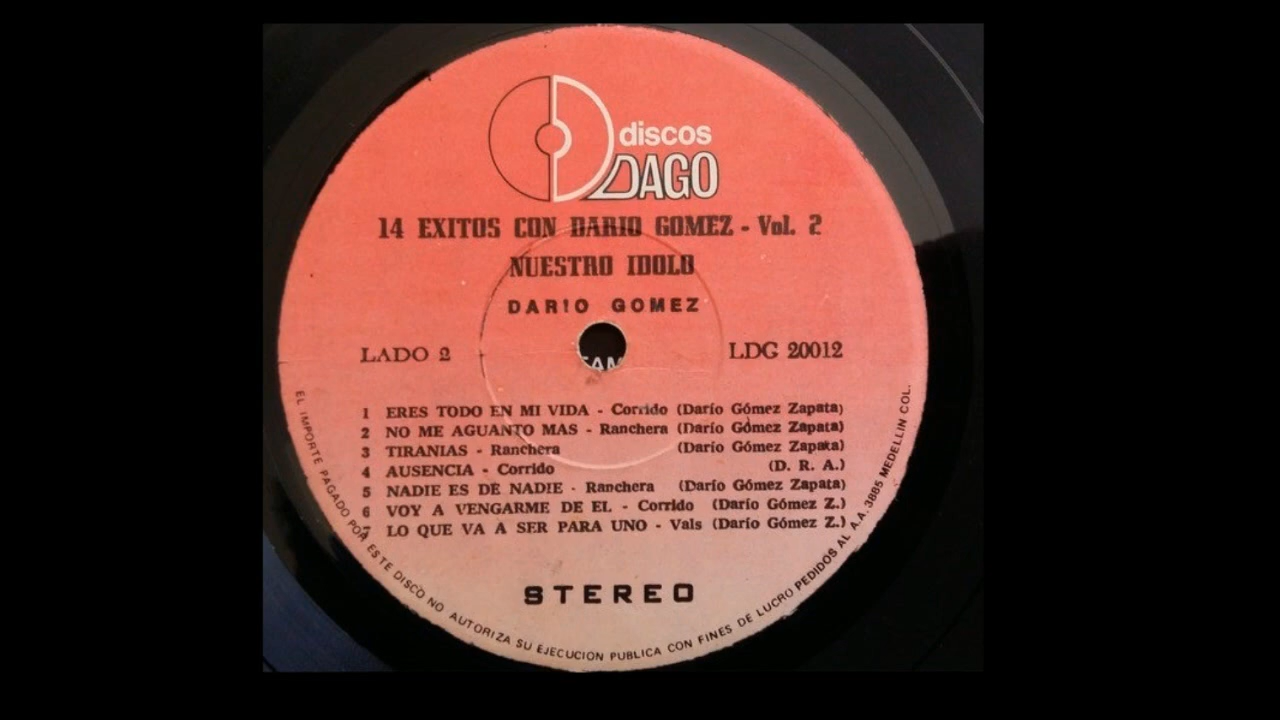 discos
DAGO
14 EXITOS CON DARIO GOMEZ - Vol. 2
NUESTRO IDOLO
DARIO GOMEZ
LADO 2
LDG 20012
1 ERES TODO EN MI VIDA - Corrido (Darío Gómez Zapata)
2 NO ME AGUANTO MAS - Ranchera (Darío Gómez Zapata)
3 TIRANIAS - Ranchera (Darío Gómez Zapata)
4 AUSENCIA - Corrido (D. R. A.)
5 NADIE ES DE NADIE - Ranchera (Darío Gómez Zapata)
6 VOY A VENGARME DE EL - Corrido (Darío Gómez Z.)
7 LO QUE VA A SER PARA UNO - Vals (Darío Gómez Z.)
STEREO
EL IMPORTE PAGADO POR ESTE DISCO NO AUTORIZA SU EJECUCION PUBLICA CON FINES DE LUCRO PEDIDOS AL A.A. 3885 MEDELLIN COL.